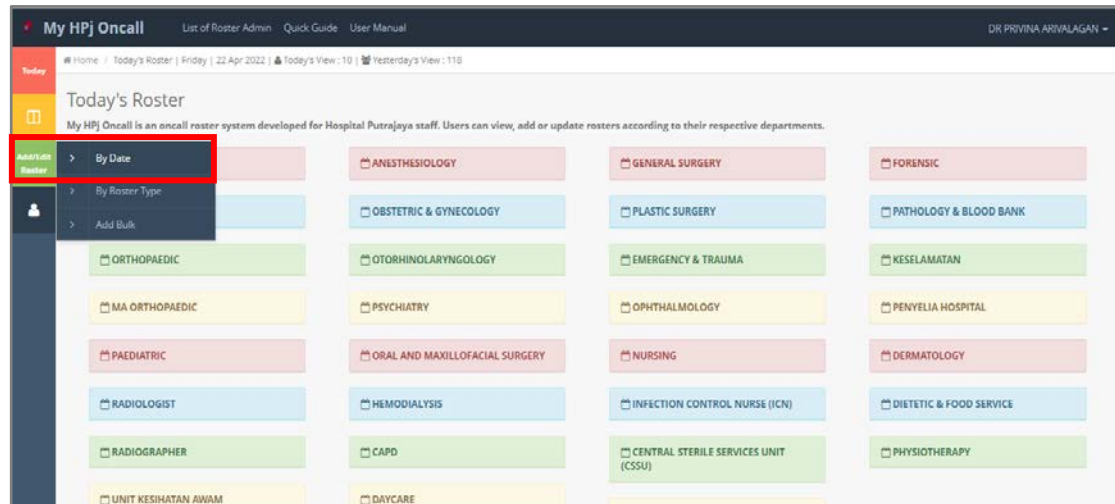 My HPj Oncall List of Roster Admin Quick Guide User Manual DR PRIVINA ARIVALAGAN
Home / Today's Roster | Friday | 22 Apr 2022 | Today's View : 10 | Yesterday's View : 118
Today
Today's Roster
My HPj Oncall is an oncall roster system developed for Hospital Putrajaya staff. Users can view, add or update rosters according to their respective departments.
Add/Edit
Roster
By Date
By Roster Type
Add Bulk
ANESTHESIOLOGY GENERAL SURGERY FORENSIC
OBSTETRIC & GYNECOLOGY PLASTIC SURGERY PATHOLOGY & BLOOD BANK
ORTHOPAEDIC OTORHINOLARYNGOLOGY EMERGENCY & TRAUMA KESELAMATAN
MA ORTHOPAEDIC PSYCHIATRY OPHTHALMOLOGY PENYELIA HOSPITAL
PAEDIATRIC ORAL AND MAXILLOFACIAL SURGERY NURSING DERMATOLOGY
RADIOLOGIST HEMODIALYSIS INFECTION CONTROL NURSE (ICN) DIETETIC & FOOD SERVICE
RADIOGRAPHER CAPD CENTRAL STERILE SERVICES UNIT
(CSSU) PHYSIOTHERAPY
UNIT KESIHATAN AWAM DAYCARE